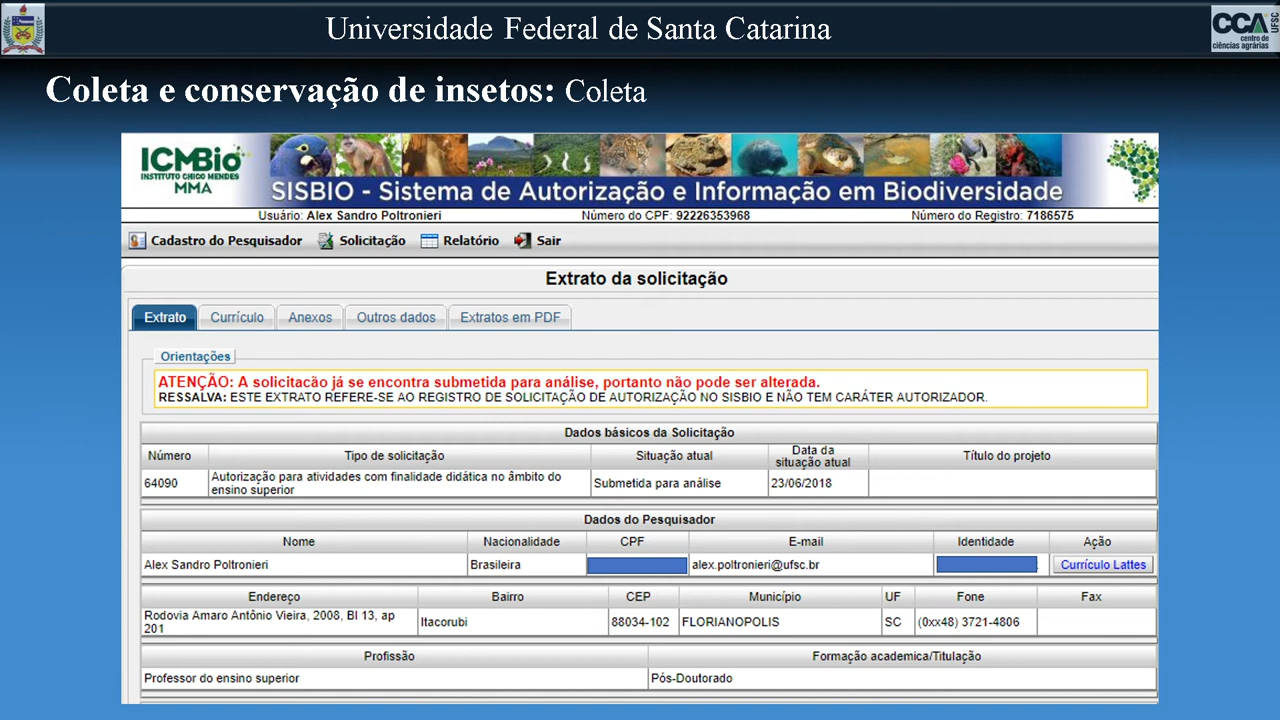 Universidade Federal de Santa Catarina
CCA UFSC
centro de
ciências agrárias
Coleta e conservação de insetos: Coleta
ICMBio
INSTITUTO CHICO MENDES
MMA
SISBIO - Sistema de Autorização e Informação em Biodiversidade
Usuário: Alex Sandro Poltronieri Número do CPF: 92226353968 Número do Registro: 7186575
Cadastro do Pesquisador Solicitação Relatório Sair
Extrato da solicitação
Extrato Currículo Anexos Outros dados Extratos em PDF
Orientações
ATENÇÃO: A solicitacão já se encontra submetida para análise, portanto não pode ser alterada.
RESSALVA: ESTE EXTRATO REFERE-SE AO REGISTRO DE SOLICITAÇÃO DE AUTORIZAÇÃO NO SISBIO E NÃO TEM CARÁTER AUTORIZADOR.
Dados básicos da Solicitação
Número Tipo de solicitação Situação atual Data da situação atual Título do projeto
64090 Autorização para atividades com finalidade didática no âmbito do ensino superior Submetida para análise 23/06/2018
Dados do Pesquisador
Nome Nacionalidade CPF E-mail Identidade Ação
Alex Sandro Poltronieri Brasileira alex.poltronieri@ufsc.br Currículo Lattes
Endereço Bairro CEP Município UF Fone Fax
Rodovia Amaro Antônio Vieira, 2008, Bl 13, ap 201 Itacorubi 88034-102 FLORIANOPOLIS SC (0xx48) 3721-4806
Profissão Formação academica/Titulação
Professor do ensino superior Pós-Doutorado